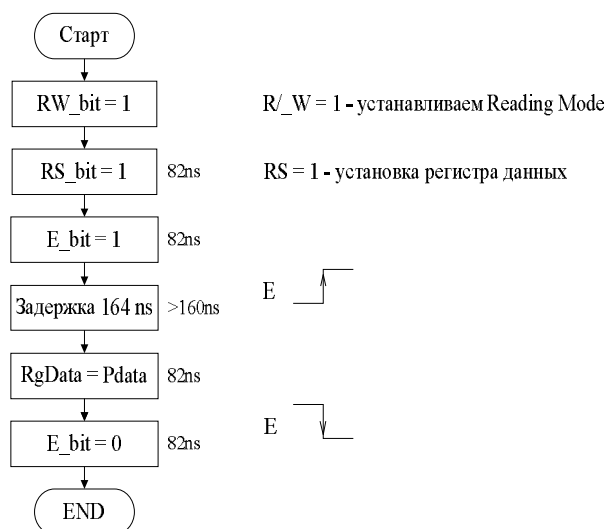 Старт
RW_bit = 1 R/_W = 1 - устанавливаем Reading Mode
RS_bit = 1 82ns RS = 1 - установка регистра данных
E_bit = 1 82ns
Задержка 164 ns >160ns E
RgData = Pdata 82ns
E_bit = 0 82ns E
END